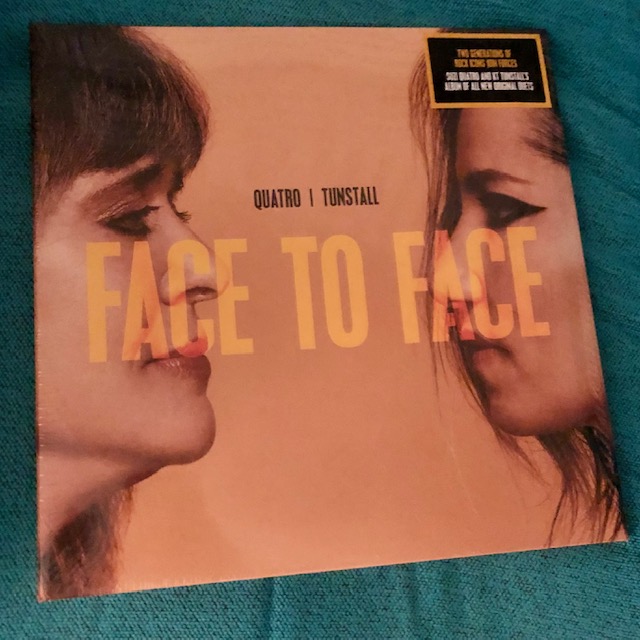 TWO GENERATIONS OF
ROCK ICONS JOIN FORCES
SUZI QUATRO AND KT TUNSTALL'S
ALBUM OF ALL NEW ORIGINAL DUETS
QUATRO | TUNSTALL
FACE TO FACE